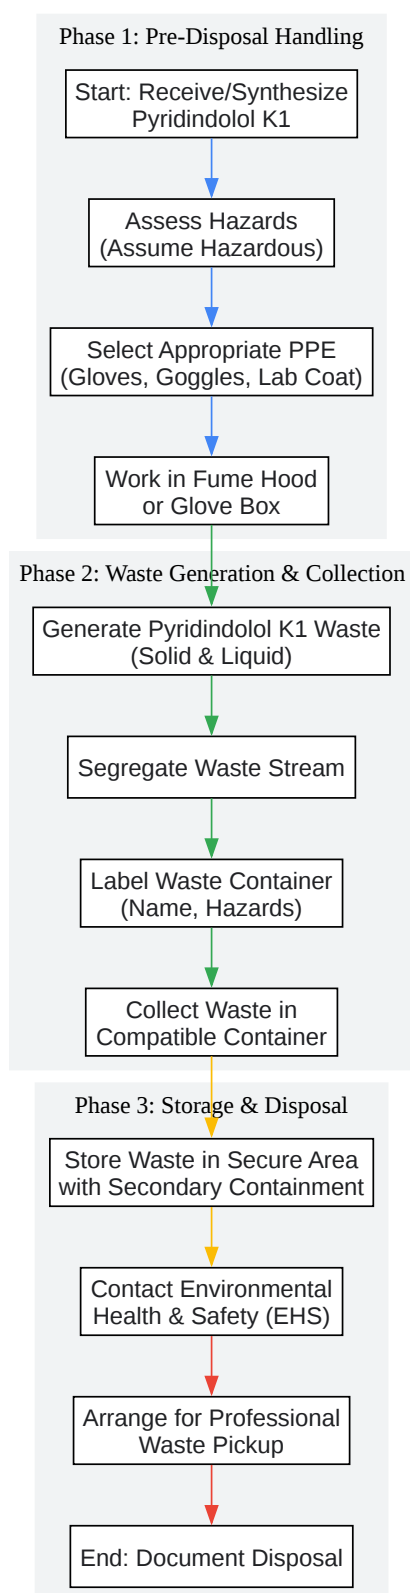 Phase 1: Pre-Disposal Handling
Start: Receive/Synthesize
Pyridindolol K1
Assess Hazards
(Assume Hazardous)
Select Appropriate PPE
(Gloves, Goggles, Lab Coat)
Work in Fume Hood
or Glove Box
Phase 2: Waste Generation & Collection
Generate Pyridindolol K1 Waste
(Solid & Liquid)
Segregate Waste Stream
Label Waste Container
(Name, Hazards)
Collect Waste in
Compatible Container
Phase 3: Storage & Disposal
Store Waste in Secure Area
with Secondary Containment
Contact Environmental
Health & Safety (EHS)
Arrange for Professional
Waste Pickup
End: Document Disposal